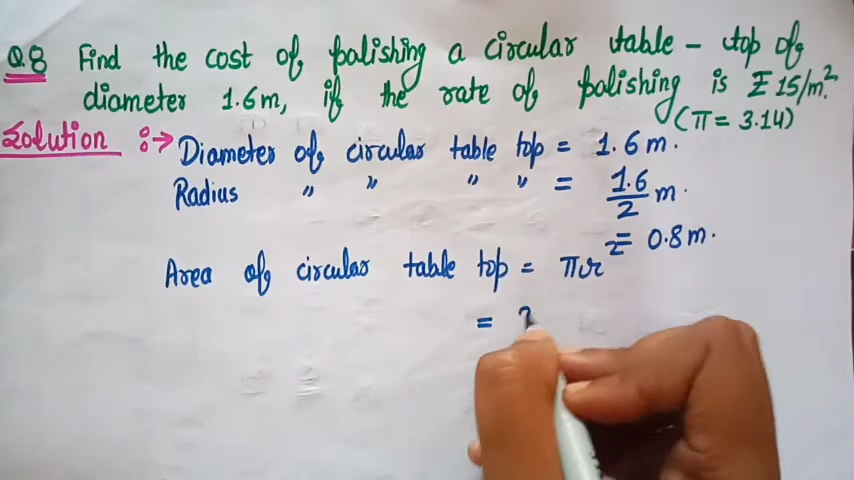 Q.8 Find the cost of polishing a circular table - top of
diameter 1.6m, if the rate of polishing is ₹15/m².
(π = 3.14)
Solution :→ Diameter of circular table top = 1.6 m.
Radius " " " " = 1.6/2 m.
= 0.8 m.
Area of circular table top = πr²
=